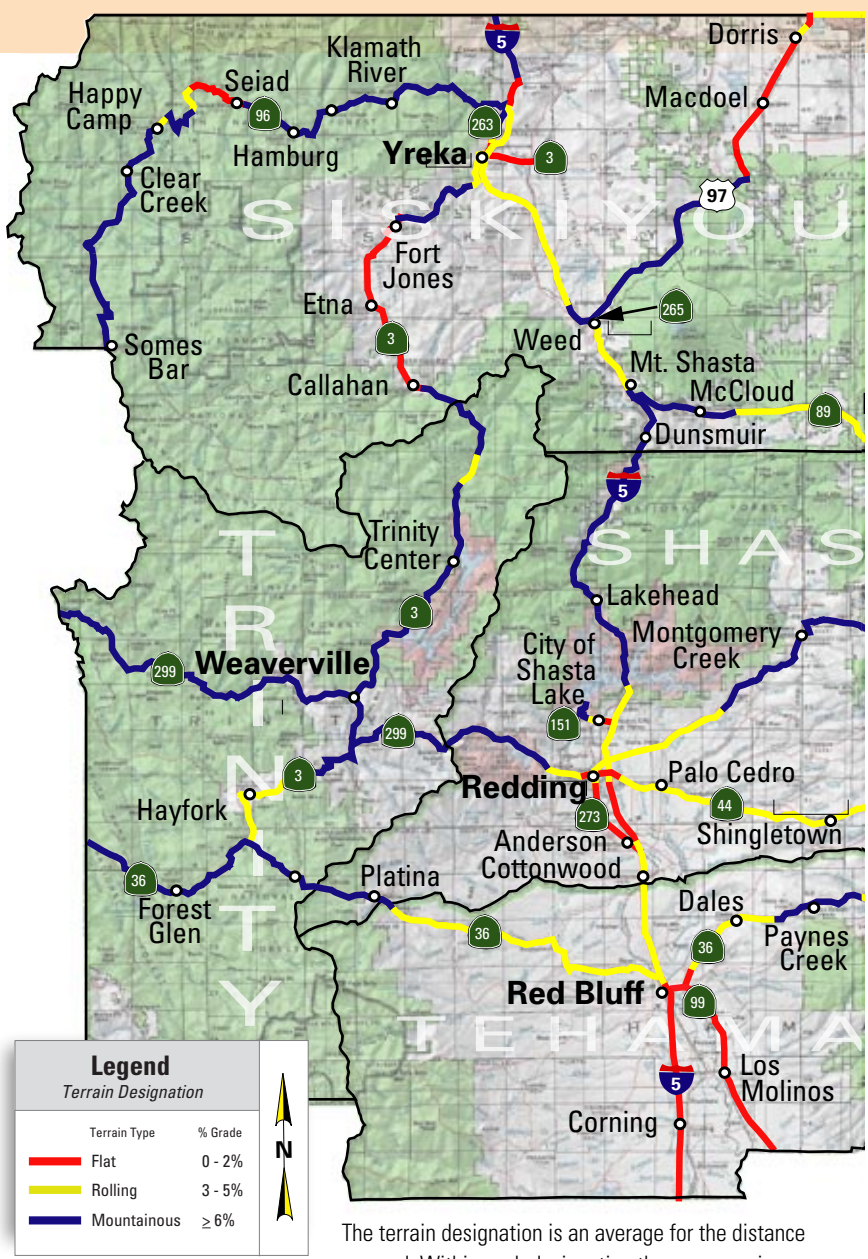 5
Dorris
Klamath
River
Seiad
Happy
Camp
96
Macdoel
263
Hamburg
Yreka
3
Clear
Creek
97
SISKIYOU
Fort
Jones
Etna
265
3
Weed
Somes
Bar
Mt. Shasta
Callahan
McCloud
89
Dunsmuir
5
Trinity
Center
SHAS
TRINITY
3
Lakehead
Montgomery
Creek
City of
Shasta
Lake
Weaverville
299
151
299
3
Redding
Palo Cedro
Hayfork
44
273
Shingletown
Anderson
Cottonwood
36
Platina
Forest
Glen
Dales
36
36
Paynes
Creek
Red Bluff
99
TEHAMA
Los
Molinos
5
Corning
Legend
Terrain Designation
Terrain Type % Grade
Flat 0 - 2%
Rolling 3 - 5%
Mountainous ≥ 6%
N
The terrain designation is an average for the distance